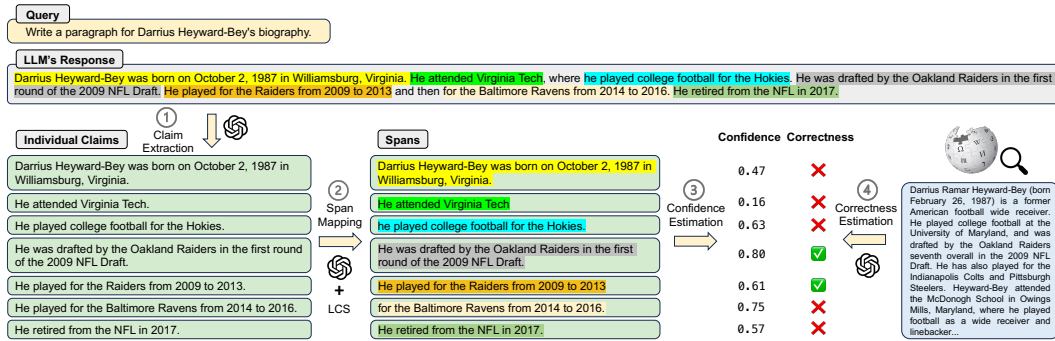 Query
Write a paragraph for Darrius Heyward-Bey's biography.
LLM's Response
Darrius Heyward-Bey was born on October 2, 1987 in Williamsburg, Virginia. He attended Virginia Tech, where he played college football for the Hokies. He was drafted by the Oakland Raiders in the first
round of the 2009 NFL Draft. He played for the Raiders from 2009 to 2013 and then for the Baltimore Ravens from 2014 to 2016. He retired from the NFL in 2017.
1
Claim
Extraction
Individual Claims
Darrius Heyward-Bey was born on October 2, 1987 in
Williamsburg, Virginia.
He attended Virginia Tech.
He played college football for the Hokies.
He was drafted by the Oakland Raiders in the first round
of the 2009 NFL Draft.
He played for the Raiders from 2009 to 2013.
He played for the Baltimore Ravens from 2014 to 2016.
He retired from the NFL in 2017.
2
Span
Mapping
+
LCS
Spans
Darrius Heyward-Bey was born on October 2, 1987 in
Williamsburg, Virginia.
He attended Virginia Tech
he played college football for the Hokies.
He was drafted by the Oakland Raiders in the first
round of the 2009 NFL Draft.
He played for the Raiders from 2009 to 2013
for the Baltimore Ravens from 2014 to 2016.
He retired from the NFL in 2017.
3
Confidence
Estimation
Confidence Correctness
0.47
0.16
0.63
0.80
0.61
0.75
0.57
4
Correctness
Estimation
Darrius Ramar Heyward-Bey (born
February 26, 1987) is a former
American football wide receiver.
He played college football at the
University of Maryland, and was
drafted by the Oakland Raiders
seventh overall in the 2009 NFL
Draft. He has also played for the
Indianapolis Colts and Pittsburgh
Steelers. Heyward-Bey attended
the McDonogh School in Owings
Mills, Maryland, where he played
football as a wide receiver and
linebacker...